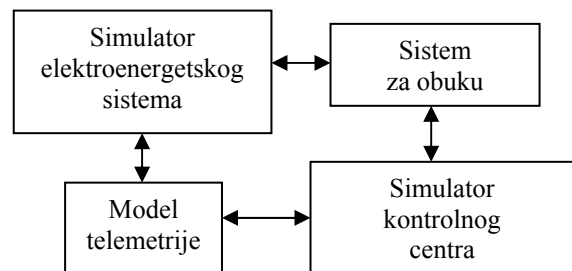 Simulator
elektroenergetskog
sistema
Sistem
za obuku
Model
telemetrije
Simulator
kontrolnog
centra